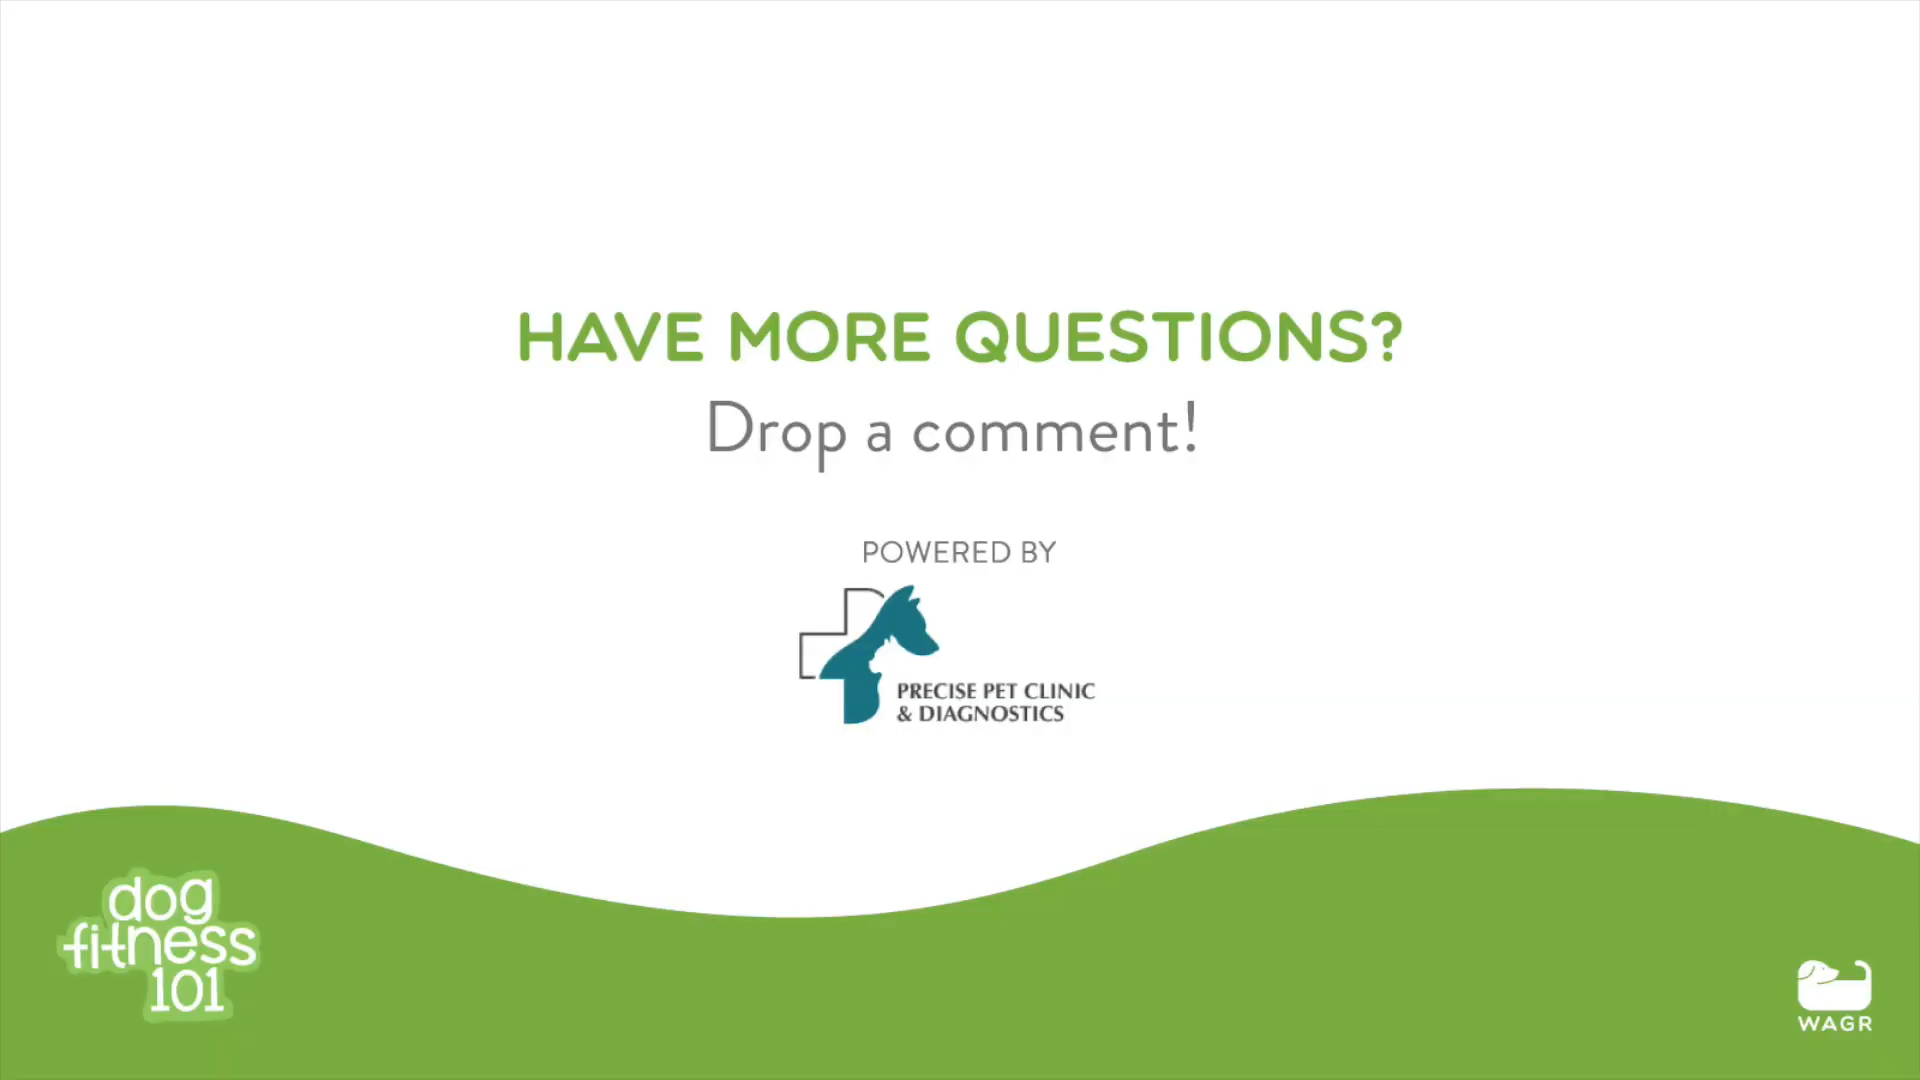 HAVE MORE QUESTIONS?
Drop a comment!
POWERED BY
PRECISE PET CLINIC
& DIAGNOSTICS
dog
fitness
101
WAGR